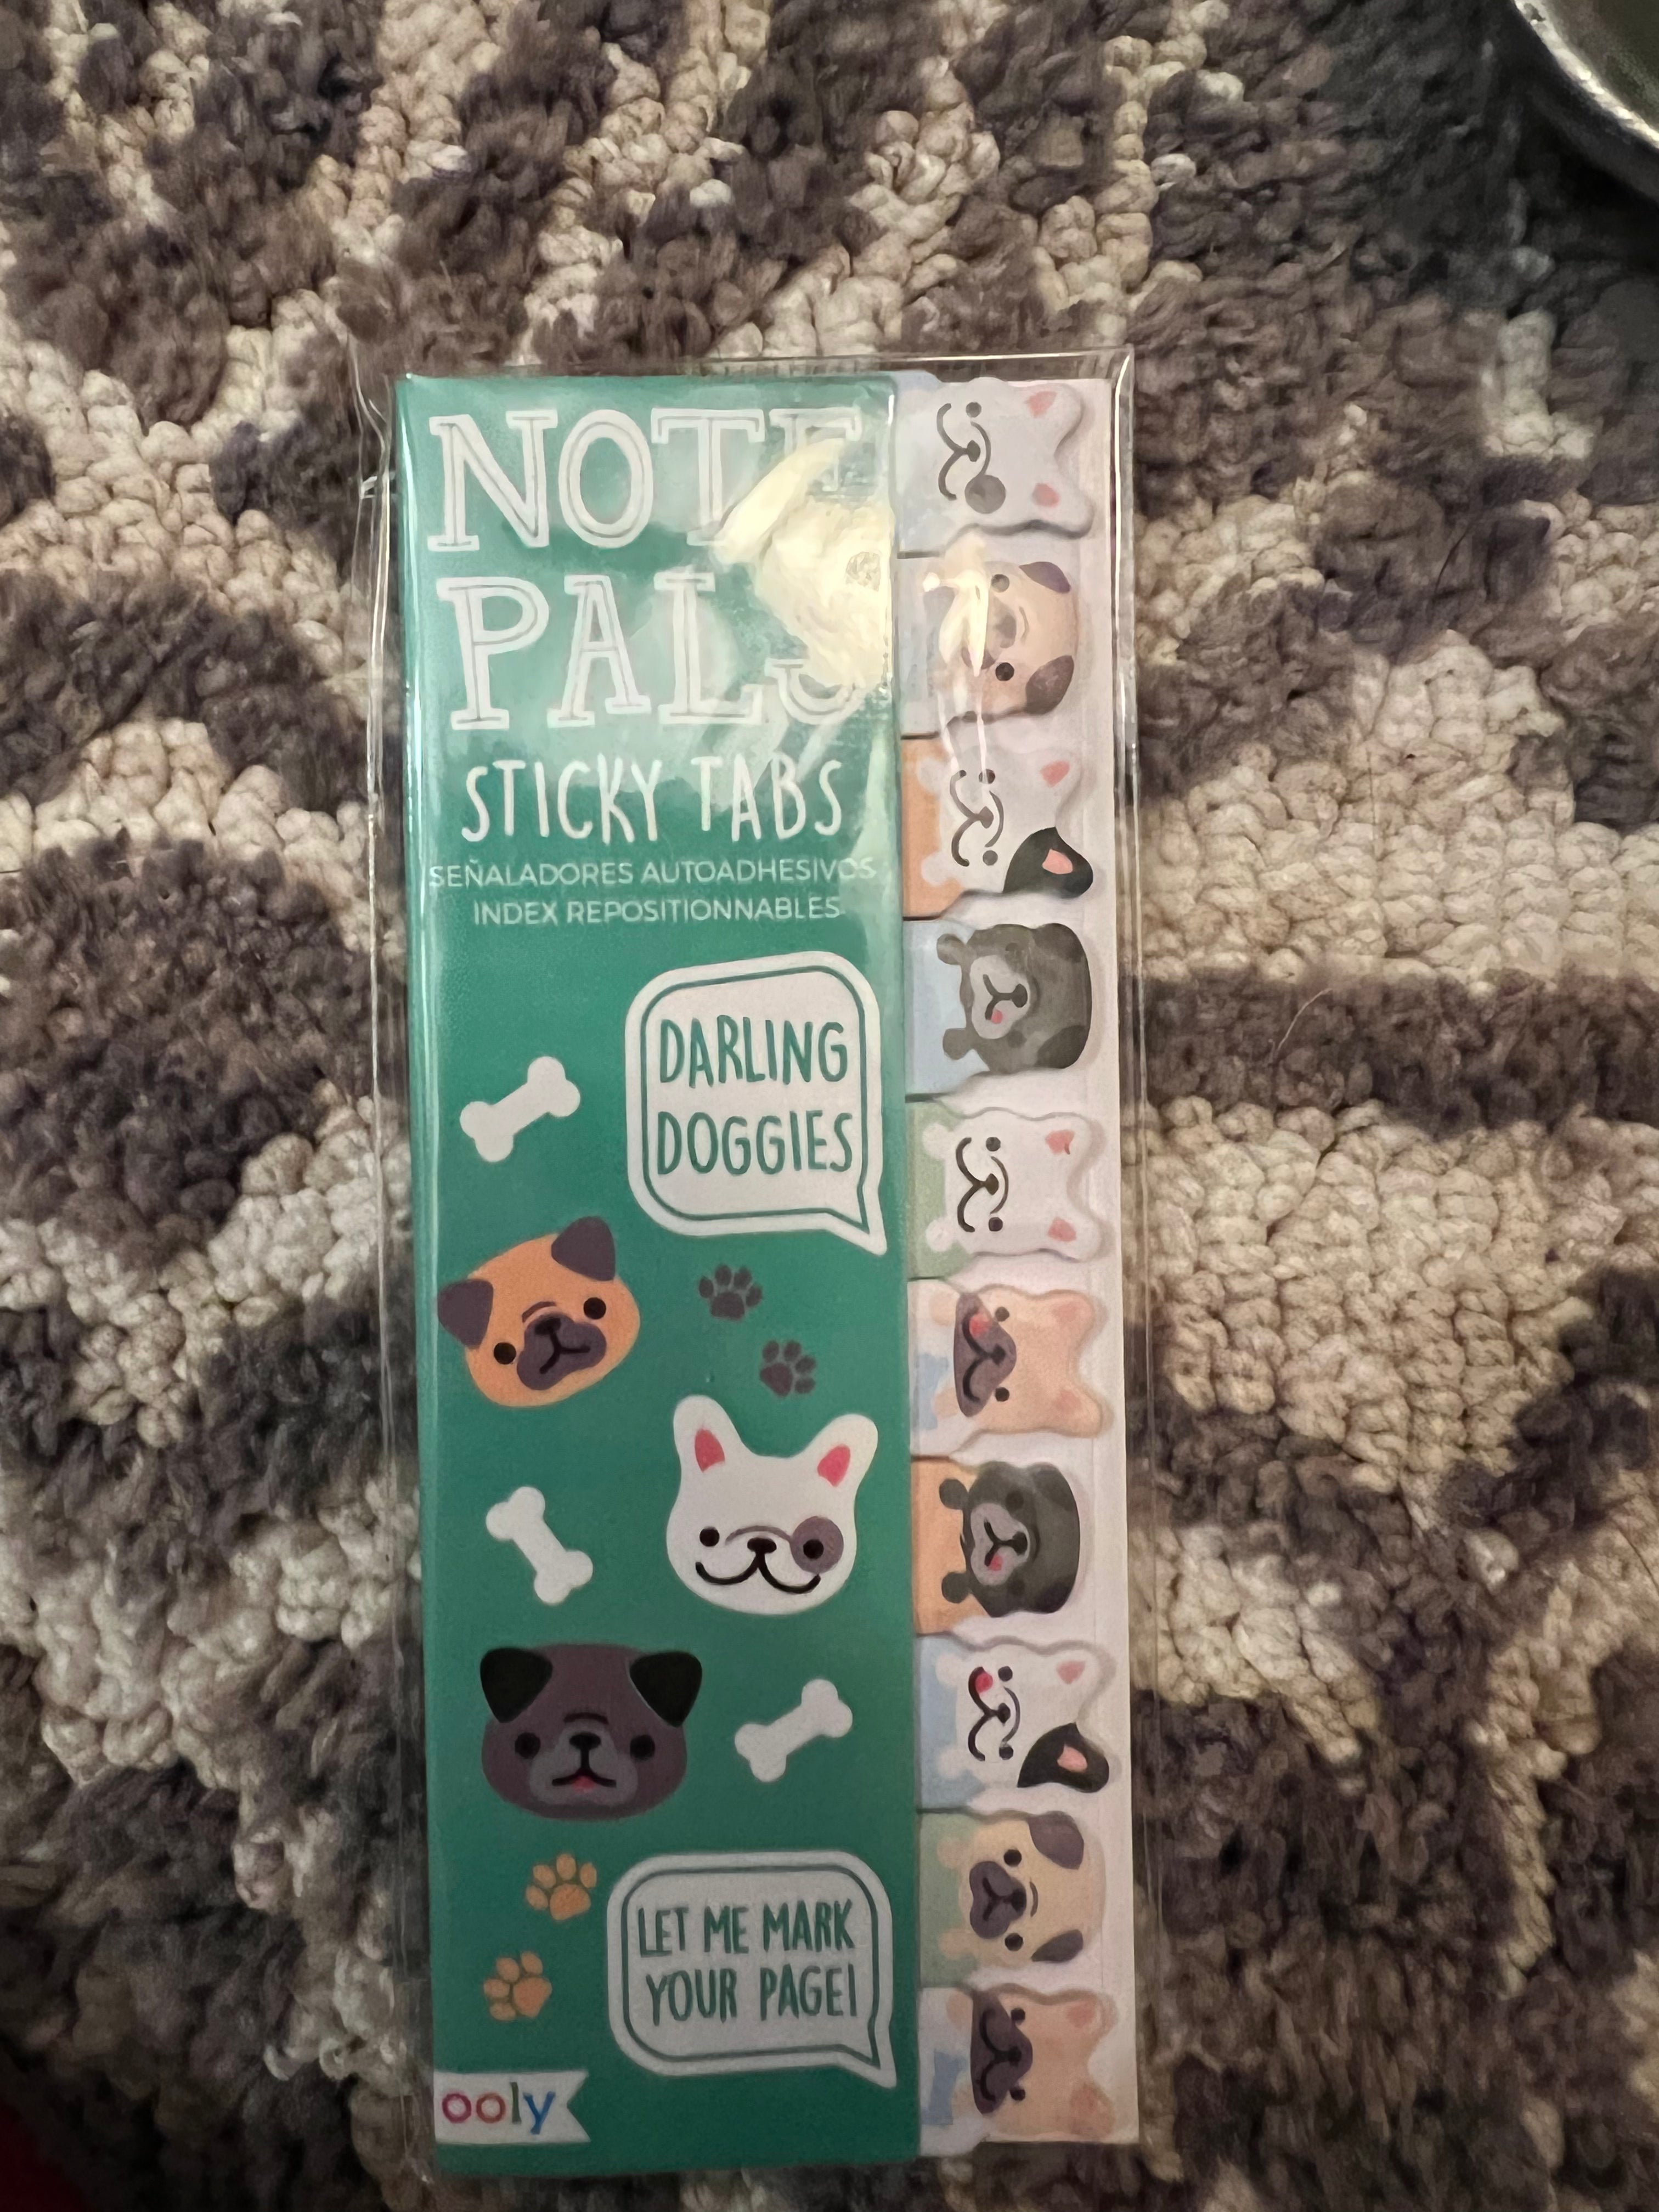 NOTE
PALS
STICKY TABS
SEÑALADORES AUTOADHESIVOS
INDEX REPOSITIONNABLES
DARLING
DOGGIES
LET ME MARK
YOUR PAGE!
ooly